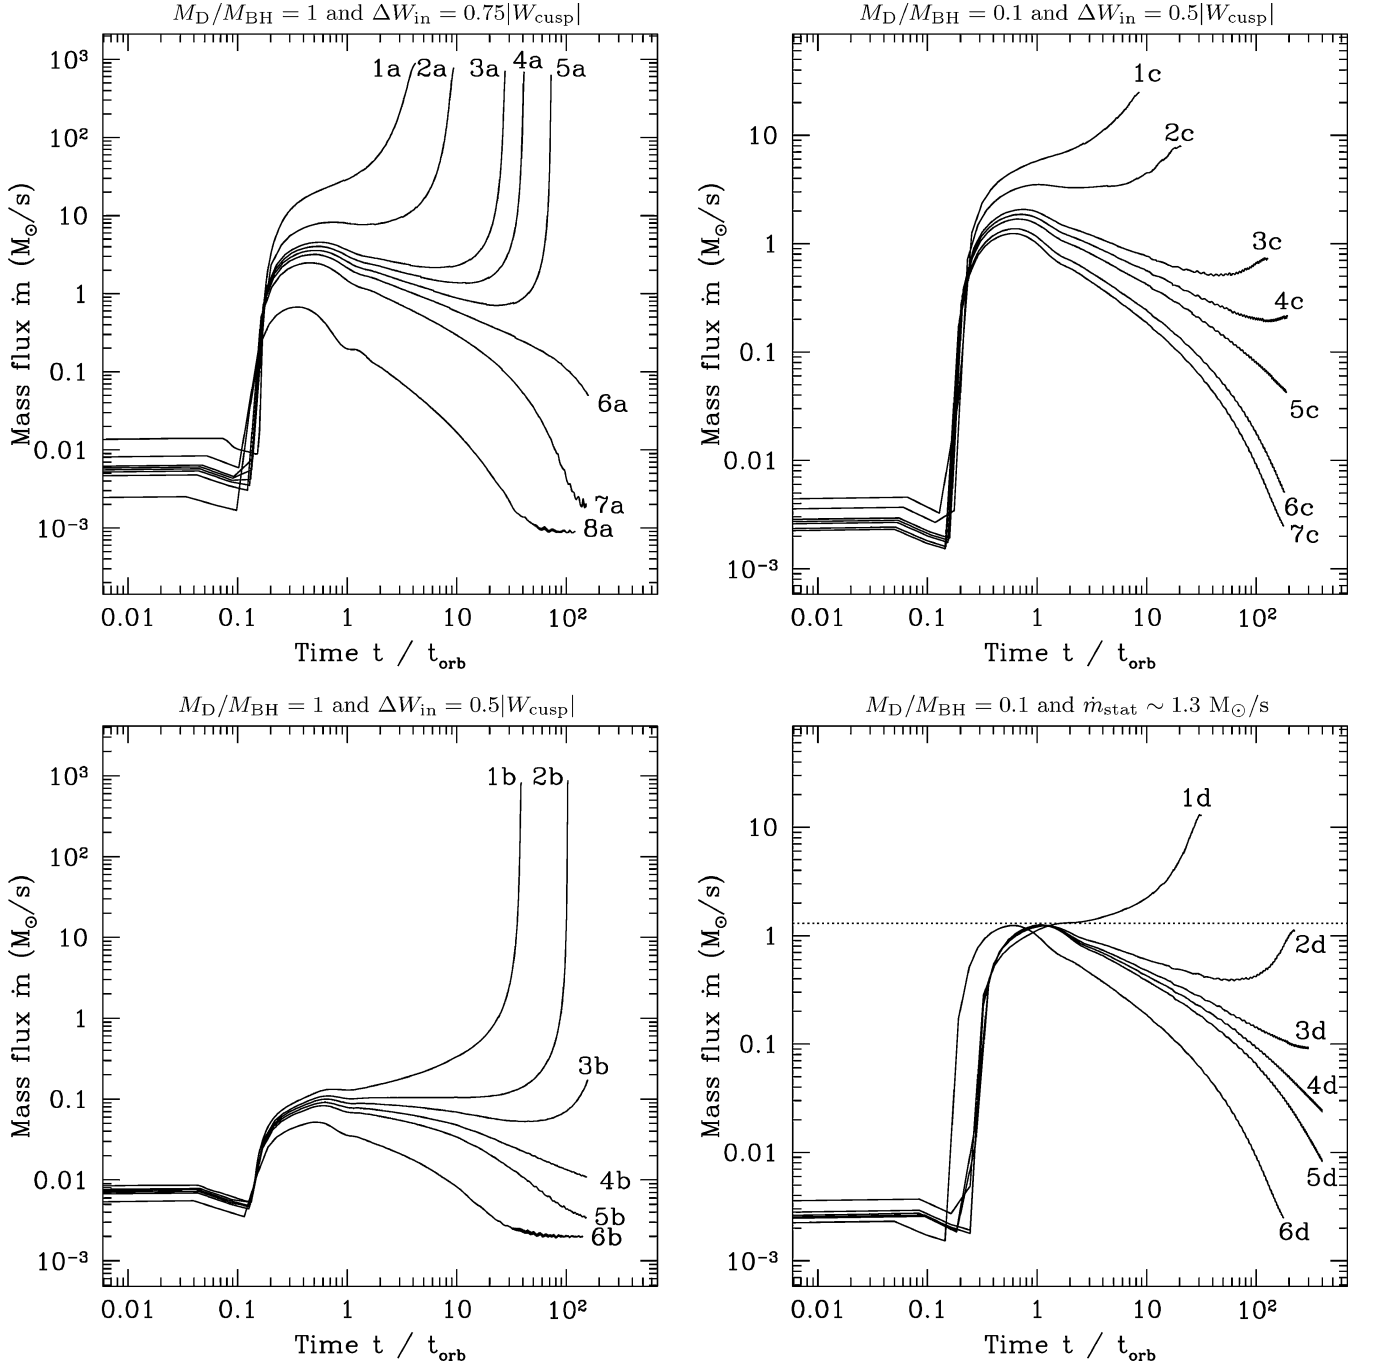 M_D/M_BH = 1 and ΔW_in = 0.75|W_cusp|
Mass flux ṁ (M_⊙/s)
10³
10²
10
1
0.1
0.01
10⁻³
1a 2a 3a 4a 5a
6a
7a
8a
0.01 0.1 1 10 10²
Time t / t_orb
M_D/M_BH = 0.1 and ΔW_in = 0.5|W_cusp|
Mass flux ṁ (M_⊙/s)
10
1
0.1
0.01
10⁻³
1c
2c
3c
4c
5c
6c
7c
0.01 0.1 1 10 10²
Time t / t_orb
M_D/M_BH = 1 and ΔW_in = 0.5|W_cusp|
Mass flux ṁ (M_⊙/s)
10³
10²
10
1
0.1
0.01
10⁻³
1b 2b
3b
4b
5b
6b
0.01 0.1 1 10 10²
Time t / t_orb
M_D/M_BH = 0.1 and ṁ_stat ∼ 1.3 M_⊙/s
Mass flux ṁ (M_⊙/s)
10
1
0.1
0.01
10⁻³
1d
2d
3d
4d
5d
6d
0.01 0.1 1 10 10²
Time t / t_orb